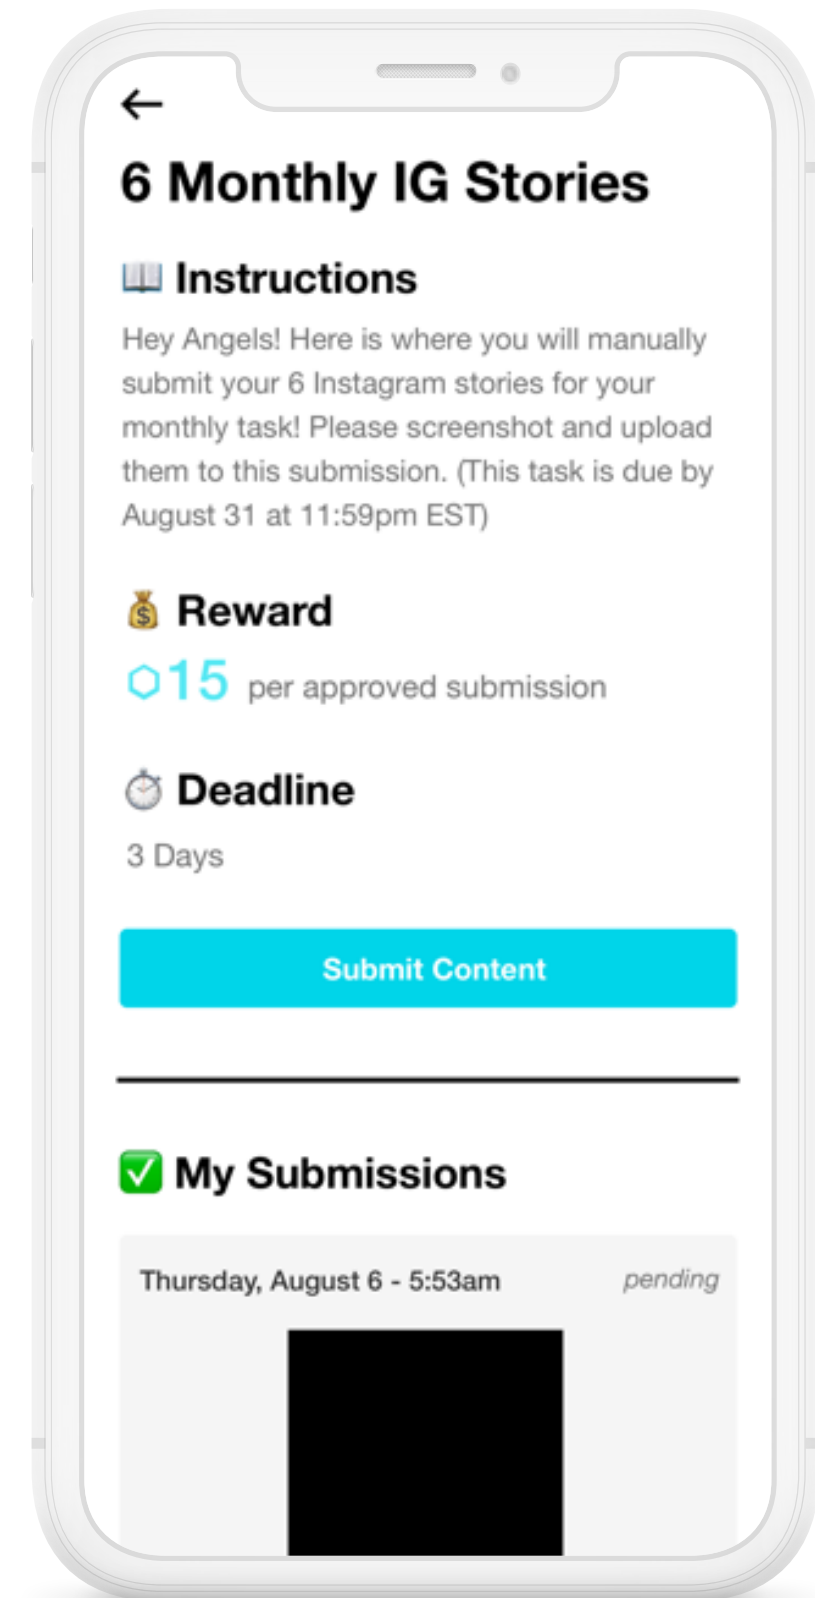 6 Monthly IG Stories
Instructions
Hey Angels! Here is where you will manually
submit your 6 Instagram stories for your
monthly task! Please screenshot and upload
them to this submission. (This task is due by
August 31 at 11:59pm EST)
Reward
15 per approved submission
Deadline
3 Days
Submit Content
My Submissions
Thursday, August 6 - 5:53am pending